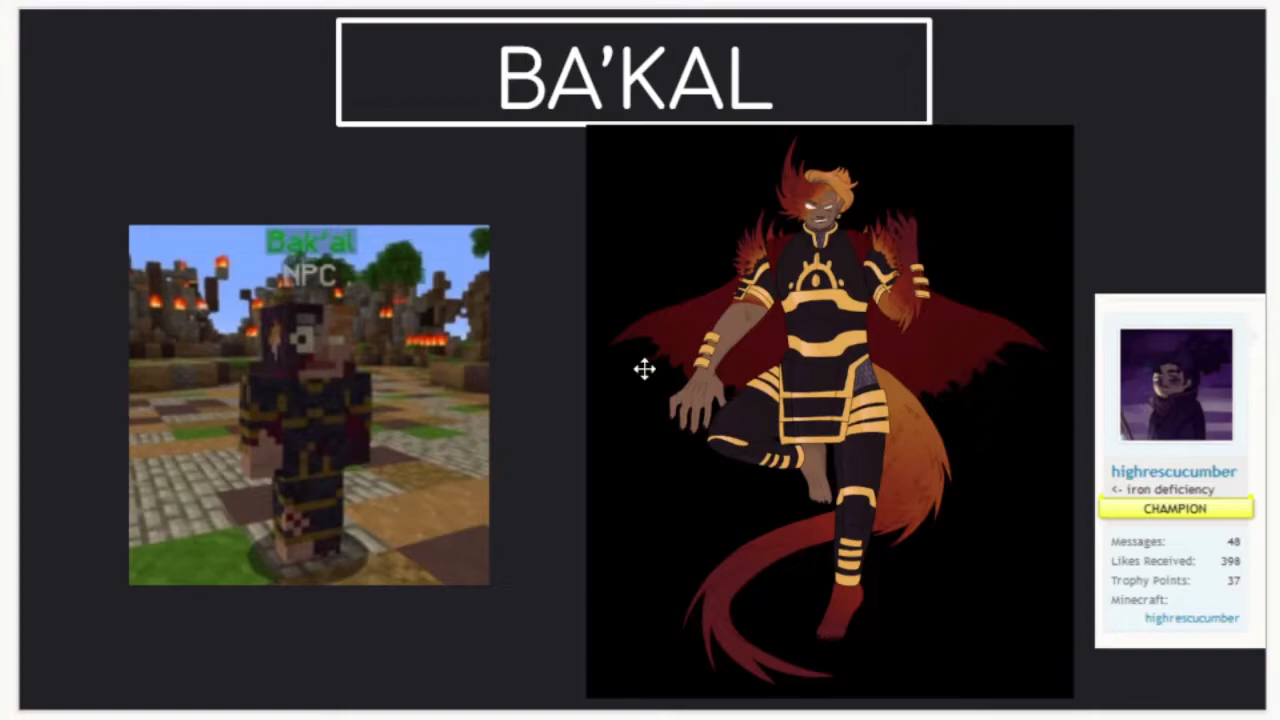 BA'KAL
Bak'al
NPC
highrescucumber
<- iron deficiency
CHAMPION
Messages: 48
Likes Received: 398
Trophy Points: 37
Minecraft:
highrescucumber